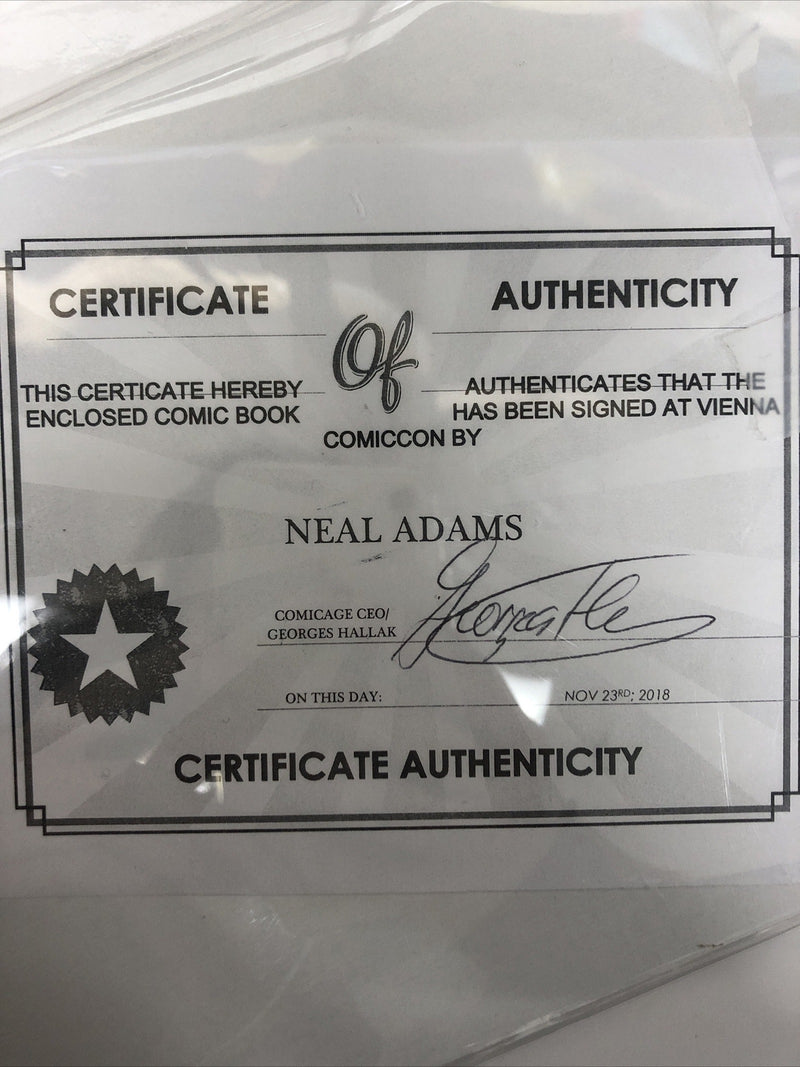 CERTIFICATE Of AUTHENTICITY
THIS CERTICATE HEREBY AUTHENTICATES THAT THE
ENCLOSED COMIC BOOK HAS BEEN SIGNED AT VIENNA
COMICCON BY
NEAL ADAMS
COMICAGE CEO/
GEORGES HALLAK
ON THIS DAY: NOV 23RD; 2018
CERTIFICATE AUTHENTICITY